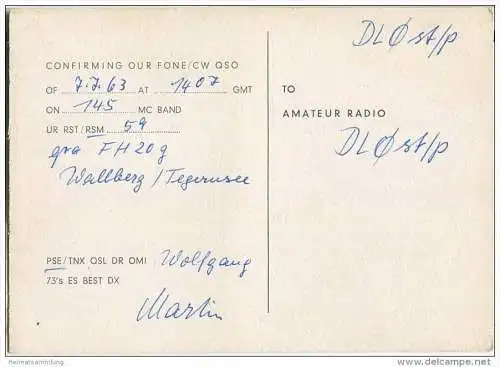 DLØst/p
CONFIRMING OUR FONE/CW QSO
OF 7.7.63 AT 1407 GMT
ON 145 MC BAND
UR RST/RSM 59
qra FH20g
Wallberg/Tegernsee
PSE/TNX QSL DR OM! Wolfgang
73's ES BEST DX
Martin
TO
AMATEUR RADIO
DLØst/p
Heimatsammlung
www.delcampe.net